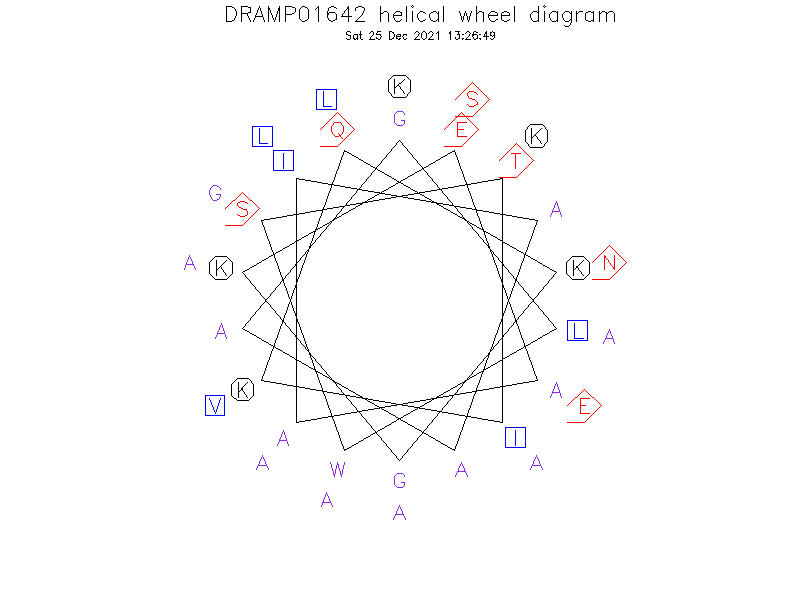 DRAMP01642 helical wheel diagram
Sat 25 Dec 2021 13:26:49
K
L S
G
L Q E K
I T
G S A
A K K N
A L A
V K A E
A I
A W A A
G
A A